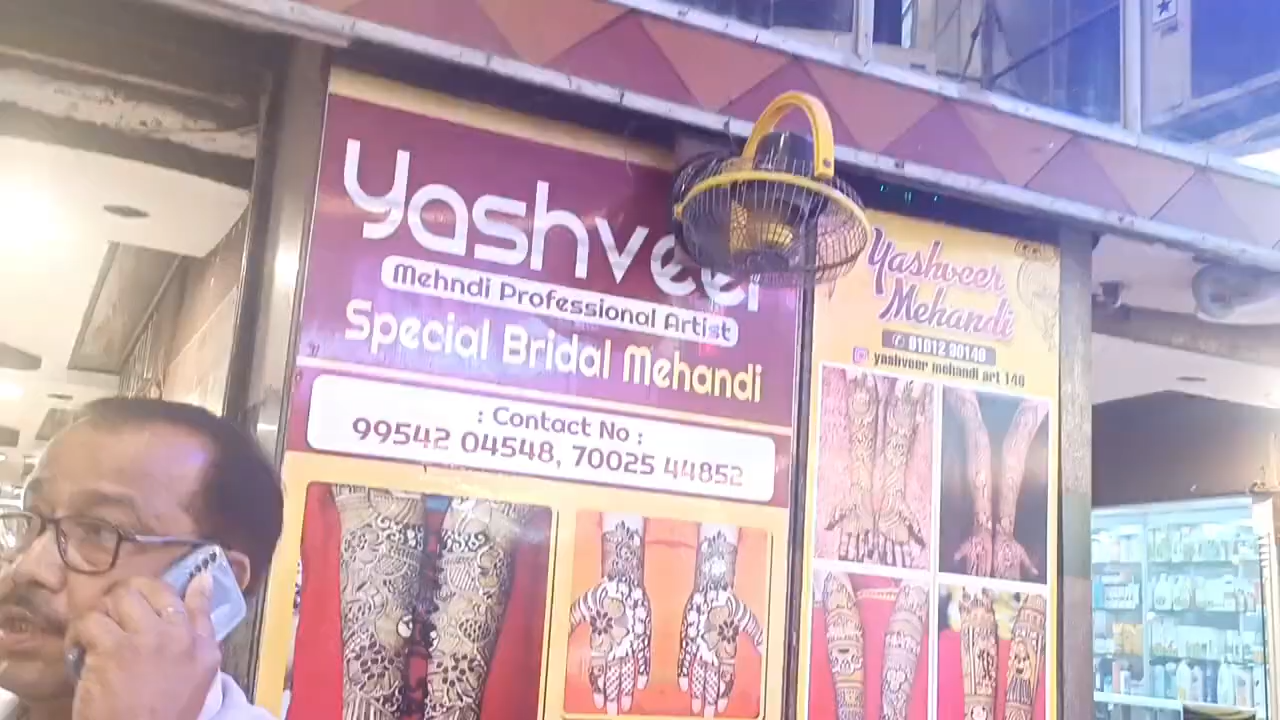 yashveer
Mehndi Professional Artist
Special Bridal Mehandi
: Contact No :
99542 04548, 70025 44852
Yashveer
Mehandi
yashveer mehandi art 140